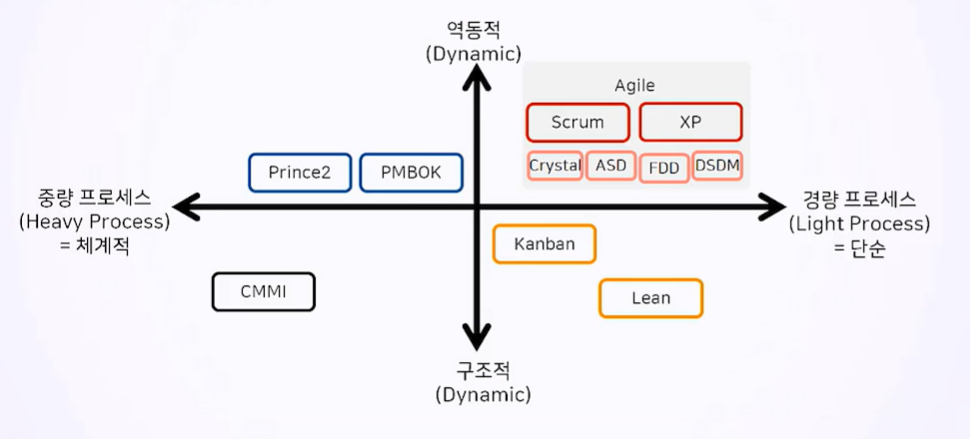 역동적
(Dynamic)
Agile
Scrum XP
Crystal ASD FDD DSDM
Prince2 PMBOK
중량 프로세스
(Heavy Process)
= 체계적
경량 프로세스
(Light Process)
= 단순
Kanban
CMMI
Lean
구조적
(Dynamic)